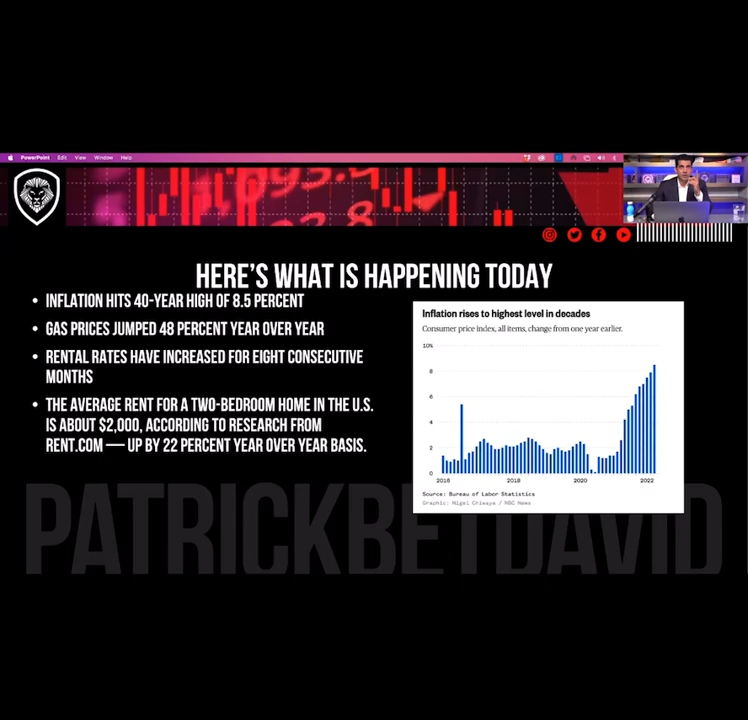 PowerPoint Edit View Window Help
93.4
93.8
HERE'S WHAT IS HAPPENING TODAY
• INFLATION HITS 40-YEAR HIGH OF 8.5 PERCENT
• GAS PRICES JUMPED 48 PERCENT YEAR OVER YEAR
• RENTAL RATES HAVE INCREASED FOR EIGHT CONSECUTIVE
MONTHS
• THE AVERAGE RENT FOR A TWO-BEDROOM HOME IN THE U.S.
IS ABOUT $2,000, ACCORDING TO RESEARCH FROM
RENT.COM — UP BY 22 PERCENT YEAR OVER YEAR BASIS.
Inflation rises to highest level in decades
Consumer price index, all items, change from one year earlier.
10%
8
6
4
2
0
2016 2018 2020 2022
Source: Bureau of Labor Statistics
Graphic: Nigel Chiwaya / NBC News
PATRICKBETDAVID